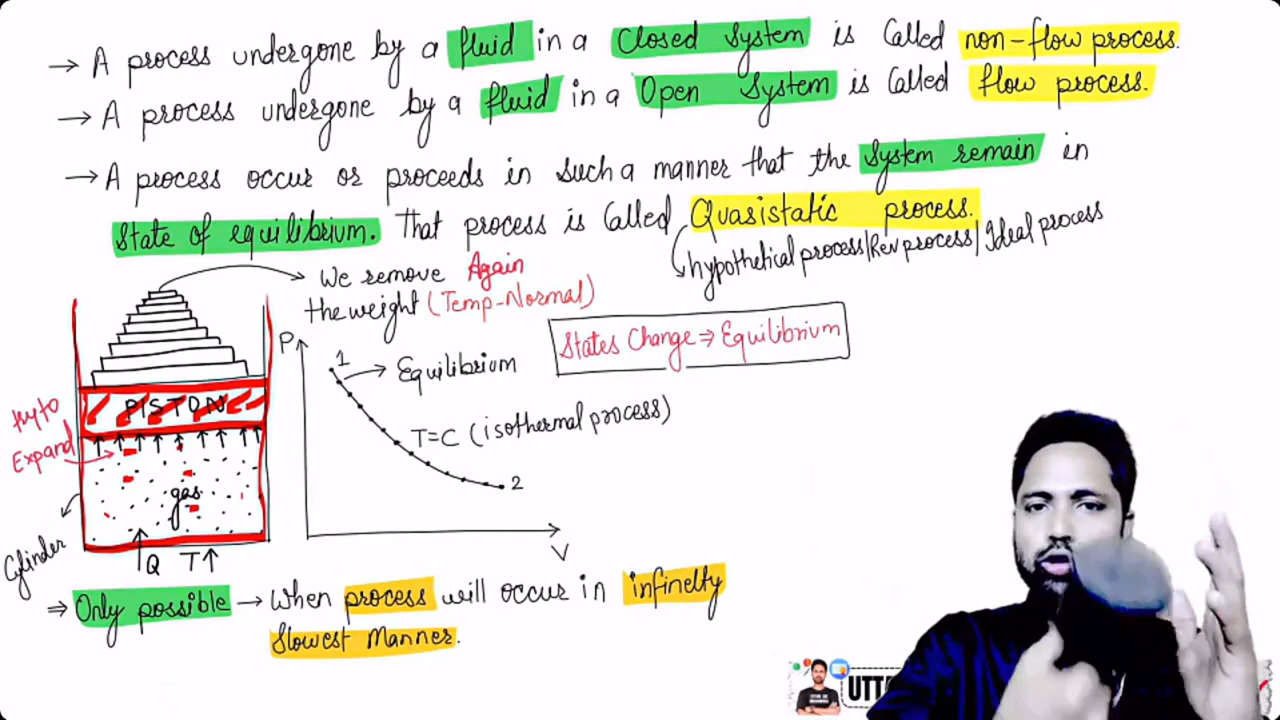 → A process undergone by a fluid in a Closed System is Called non-flow process.
→ A process undergone by a fluid in a Open System is Called flow process.
→ A process occur or proceeds in such a manner that the System remain in
State of equilibrium. That process is Called Quasistatic process.
hypothetical process/Rev process/Ideal process
We remove Again
the weight (Temp-Normal)
States Change ⇒ Equilibrium
P
1
Equilibrium
T=C (isothermal process)
2
V
PISTON
try to
Expand
gas
Cylinder
Q T↑
⇒ Only possible → When process will occur in infinelty
Slowest Manner.